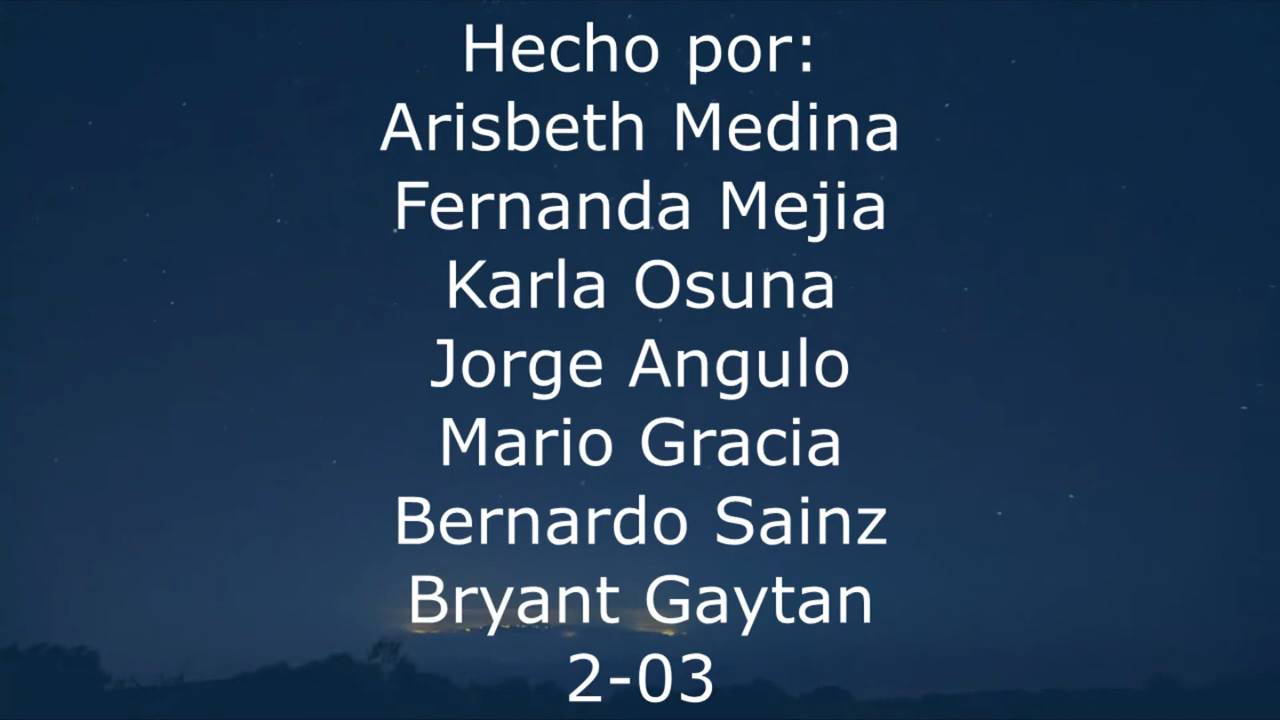 Hecho por:
Arisbeth Medina
Fernanda Mejia
Karla Osuna
Jorge Angulo
Mario Gracia
Bernardo Sainz
Bryant Gaytan
2-03